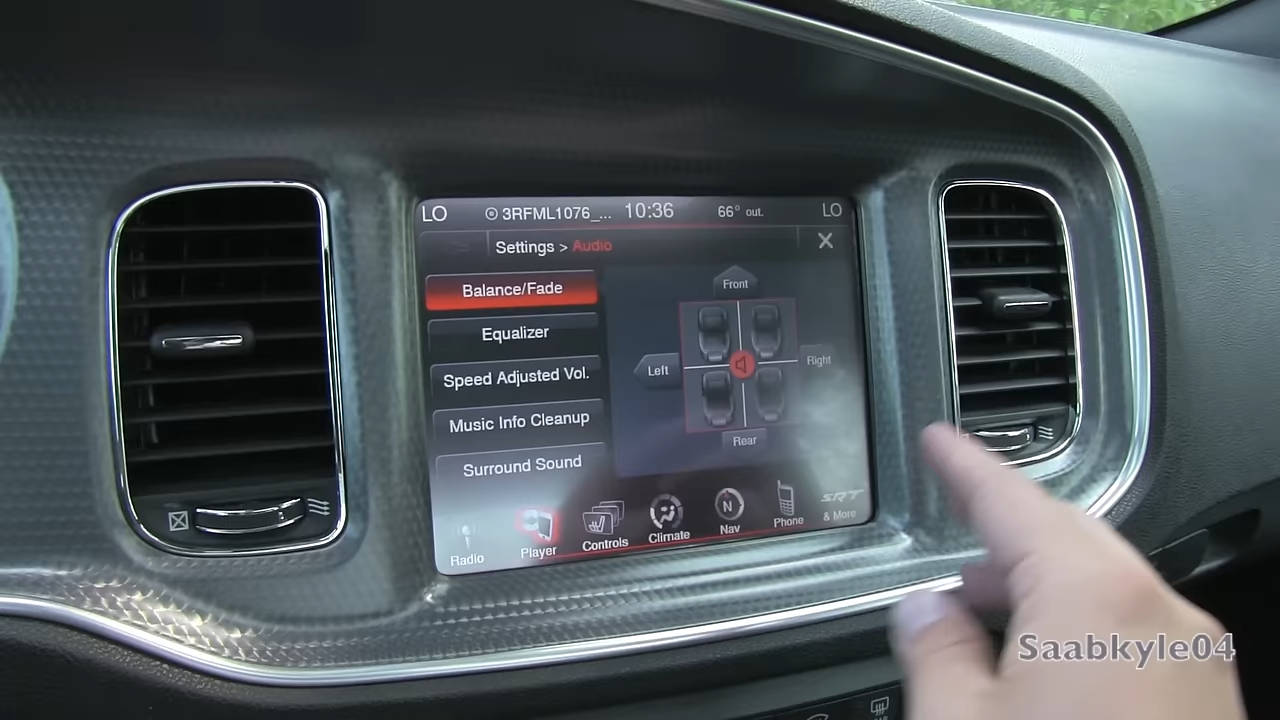 LO 3RFML1076_... 10:36 66° out. LO
Settings > Audio X
Balance/Fade
Equalizer
Speed Adjusted Vol.
Music Info Cleanup
Surround Sound
Front
Left
Right
Rear
Radio
Player
Controls
Climate
N
Nav
Phone
SRT
& More
Saabkyle04